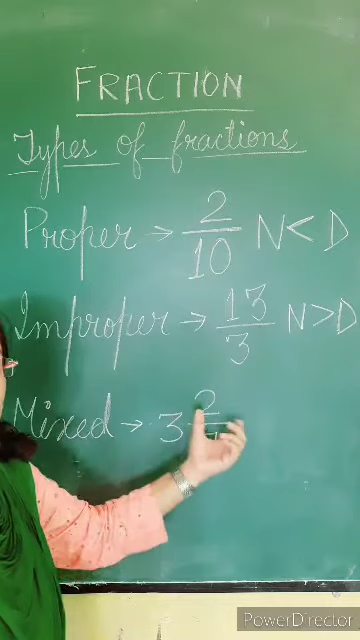 FRACTION
Types of fractions
Proper → 2/10 N < D
Improper → 13/3 N > D
Mixed → 3 2/
PowerDirector